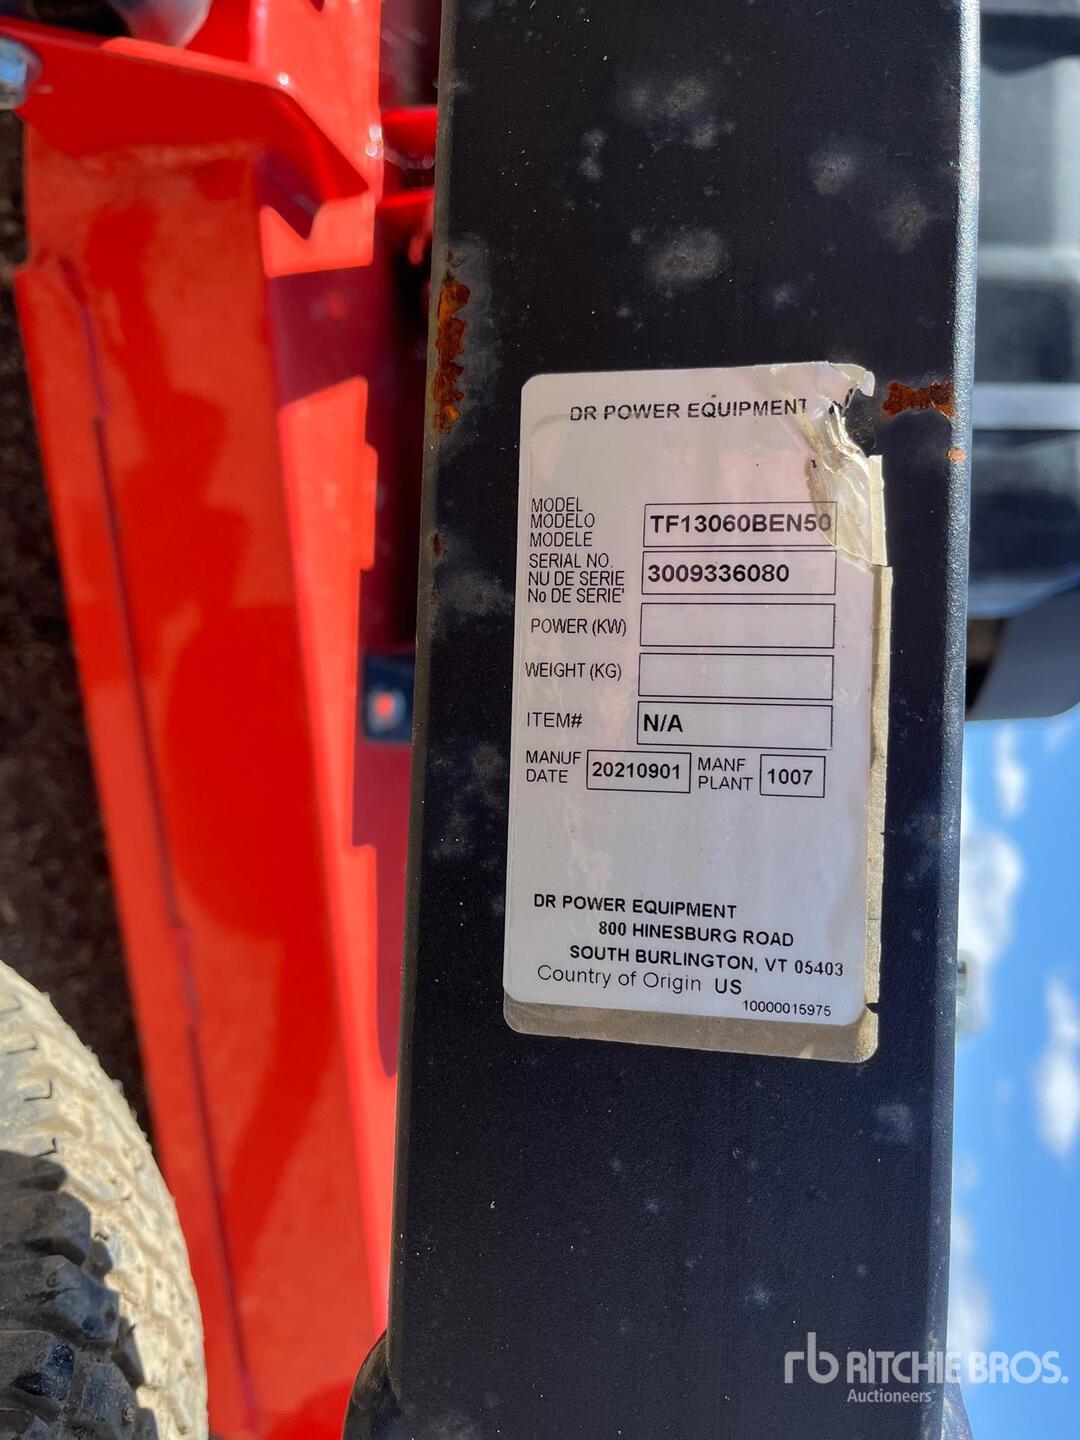 DR POWER EQUIPMENT
MODEL
MODELO
MODELE
TF13060BEN50
SERIAL NO.
NU DE SERIE
No DE SERIE'
3009336080
POWER (KW)
WEIGHT (KG)
ITEM#
N/A
MANUF
DATE
20210901
MANF
PLANT
1007
DR POWER EQUIPMENT
800 HINESBURG ROAD
SOUTH BURLINGTON, VT 05403
Country of Origin US
10000015975
rb RITCHIE BROS.
Auctioneers